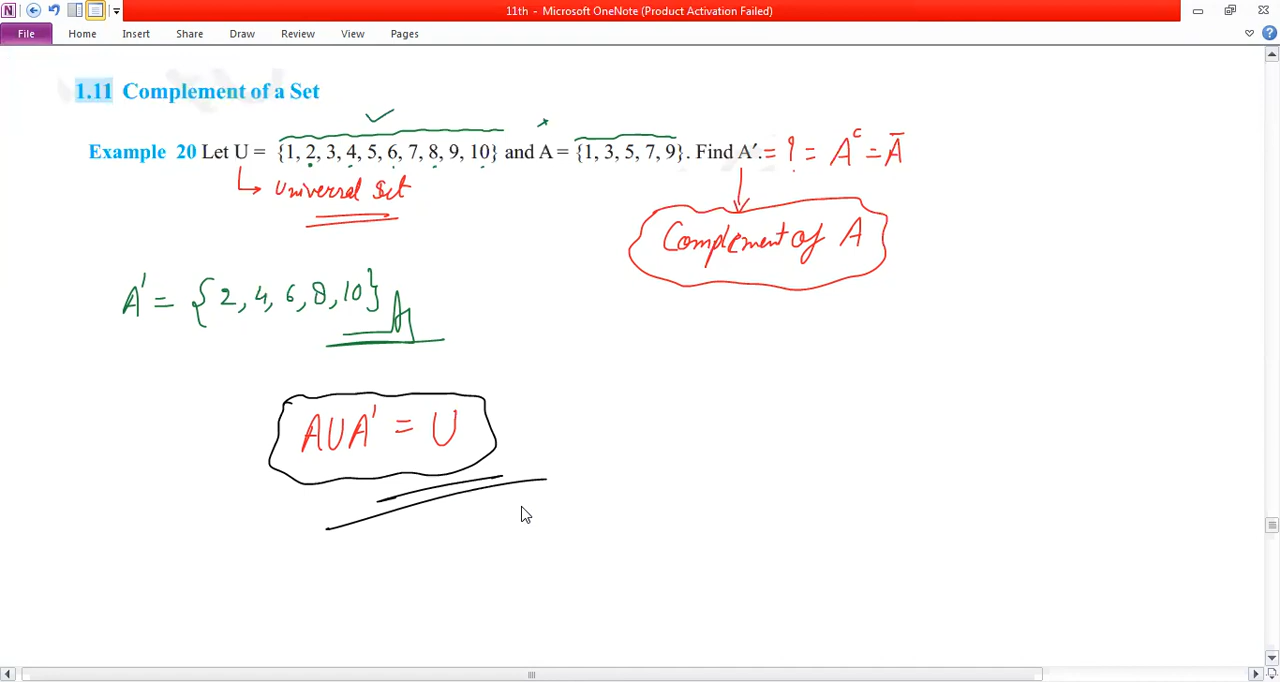 11th - Microsoft OneNote (Product Activation Failed)
File Home Insert Share Draw Review View Pages
1.11 Complement of a Set
Example 20 Let U = {1, 2, 3, 4, 5, 6, 7, 8, 9, 10} and A = {1, 3, 5, 7, 9}. Find A′. = ? = Aᶜ = Ā
Universal set
Complement of A
A' = {2, 4, 6, 8, 10}
AUA' = U